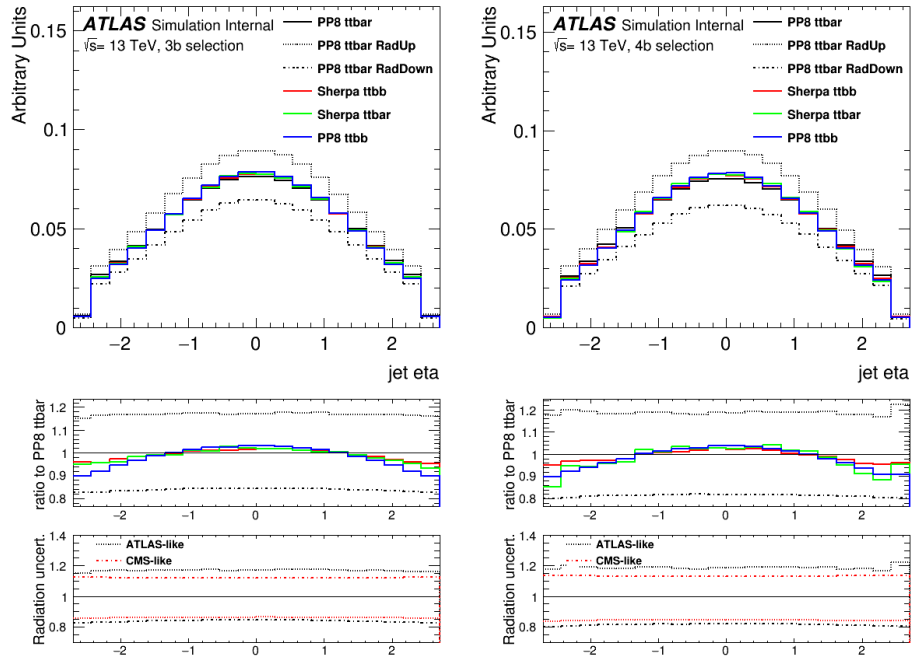 ATLAS Simulation Internal
√s= 13 TeV, 3b selection
PP8 ttbar
PP8 ttbar RadUp
PP8 ttbar RadDown
Sherpa ttbb
Sherpa ttbar
PP8 ttbb
Arbitrary Units
0.15
0.1
0.05
0
−2 −1 0 1 2
jet eta
ratio to PP8 ttbar
1.2
1.1
1
0.9
0.8
−2 −1 0 1 2
Radiation uncert.
1.4
1.2
1
0.8
ATLAS-like
CMS-like
−2 −1 0 1 2
ATLAS Simulation Internal
√s= 13 TeV, 4b selection
PP8 ttbar
PP8 ttbar RadUp
PP8 ttbar RadDown
Sherpa ttbb
Sherpa ttbar
PP8 ttbb
Arbitrary Units
0.15
0.1
0.05
0
−2 −1 0 1 2
jet eta
ratio to PP8 ttbar
1.2
1.1
1
0.9
0.8
−2 −1 0 1 2
Radiation uncert.
1.4
1.2
1
0.8
ATLAS-like
CMS-like
−2 −1 0 1 2